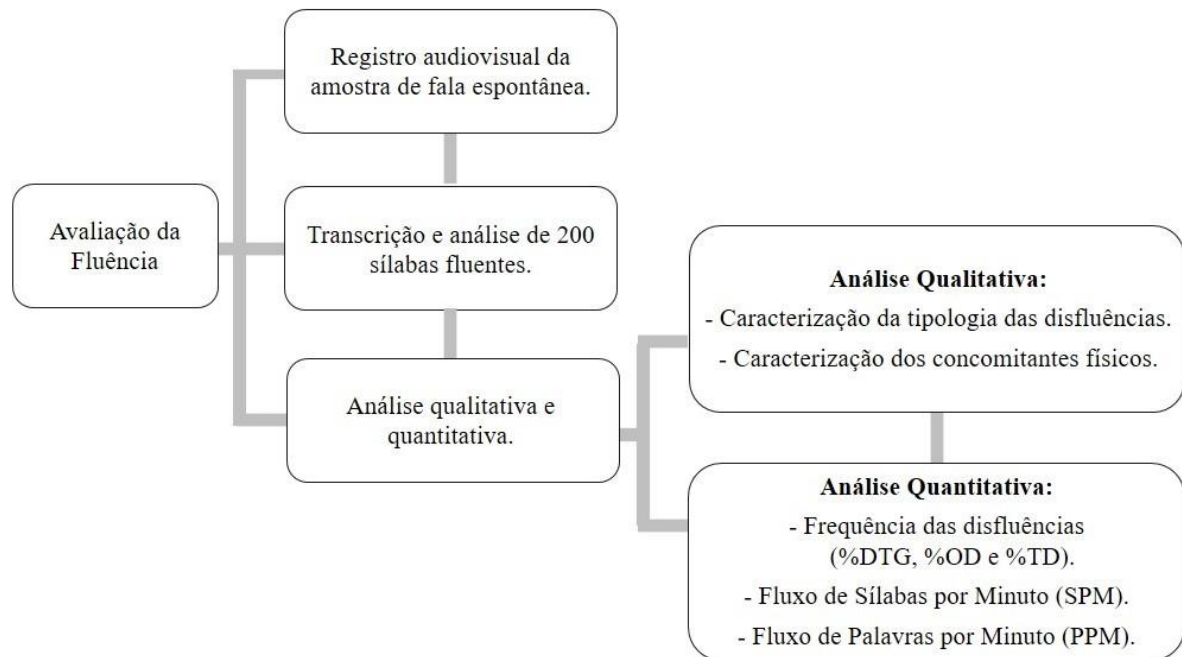 Registro audiovisual da
amostra de fala espontânea.
Avaliação da
Fluência
Transcrição e análise de 200
sílabas fluentes.
Análise qualitativa e
quantitativa.
Análise Qualitativa:
- Caracterização da tipologia das disfluências.
- Caracterização dos concomitantes físicos.
Análise Quantitativa:
- Frequência das disfluências
(%DTG, %OD e %TD).
- Fluxo de Sílabas por Minuto (SPM).
- Fluxo de Palavras por Minuto (PPM).